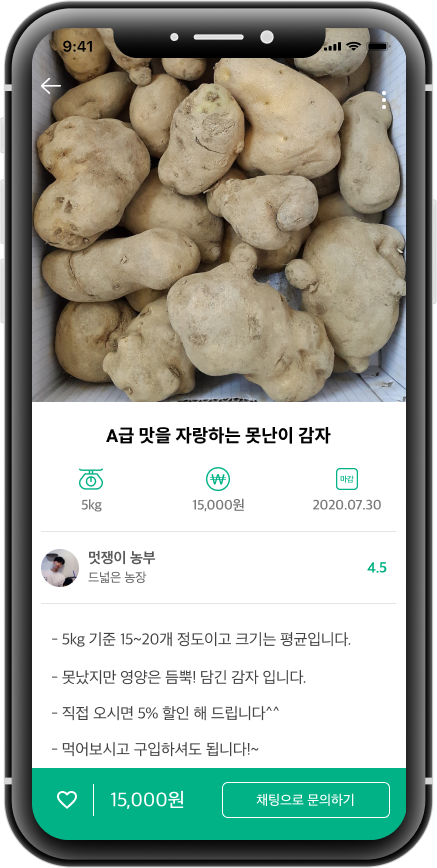 9:41
A급 맛을 자랑하는 못난이 감자
마감
5kg
15,000원
2020.07.30
멋쟁이 농부
드넓은 농장
4.5
- 5kg 기준 15~20개 정도이고 크기는 평균입니다.
- 못났지만 영양은 듬뿍! 담긴 감자 입니다.
- 직접 오시면 5% 할인 해 드립니다^^
- 먹어보시고 구입하셔도 됩니다!~
15,000원
채팅으로 문의하기